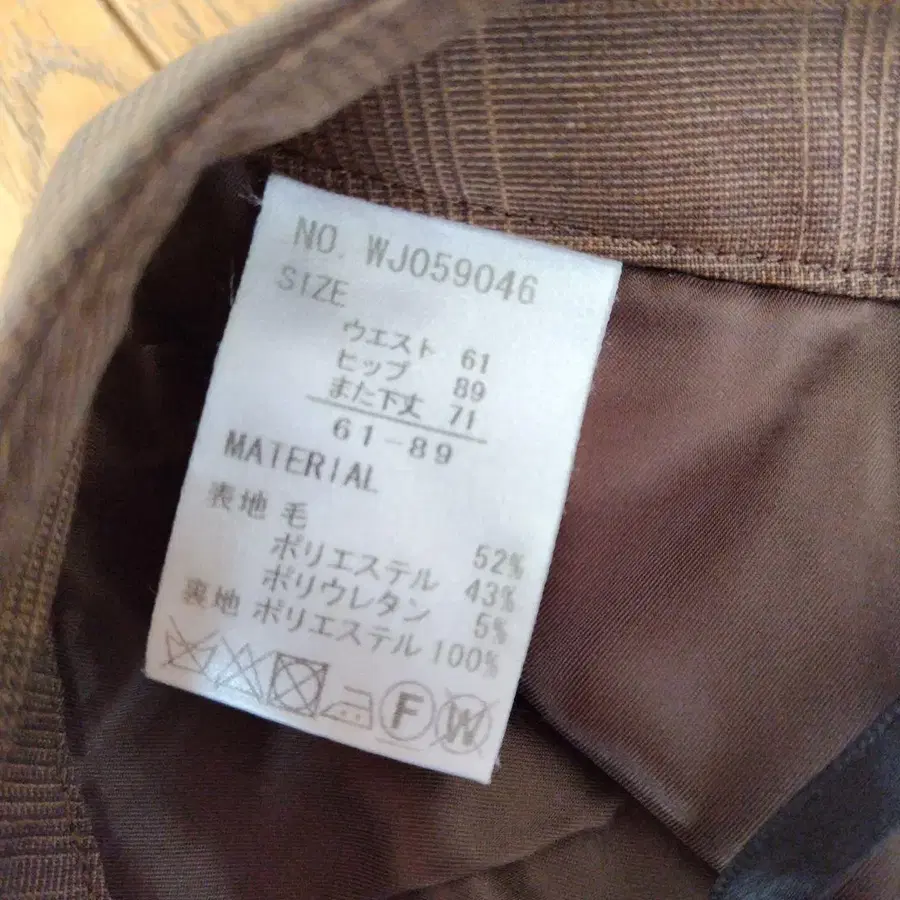 NO. WJ059046
SIZE
ウエスト 61
ヒップ 89
また下丈 71
61-89
MATERIAL
表地 毛 52%
ポリエステル 43%
ポリウレタン 5%
裏地 ポリエステル 100%
F W